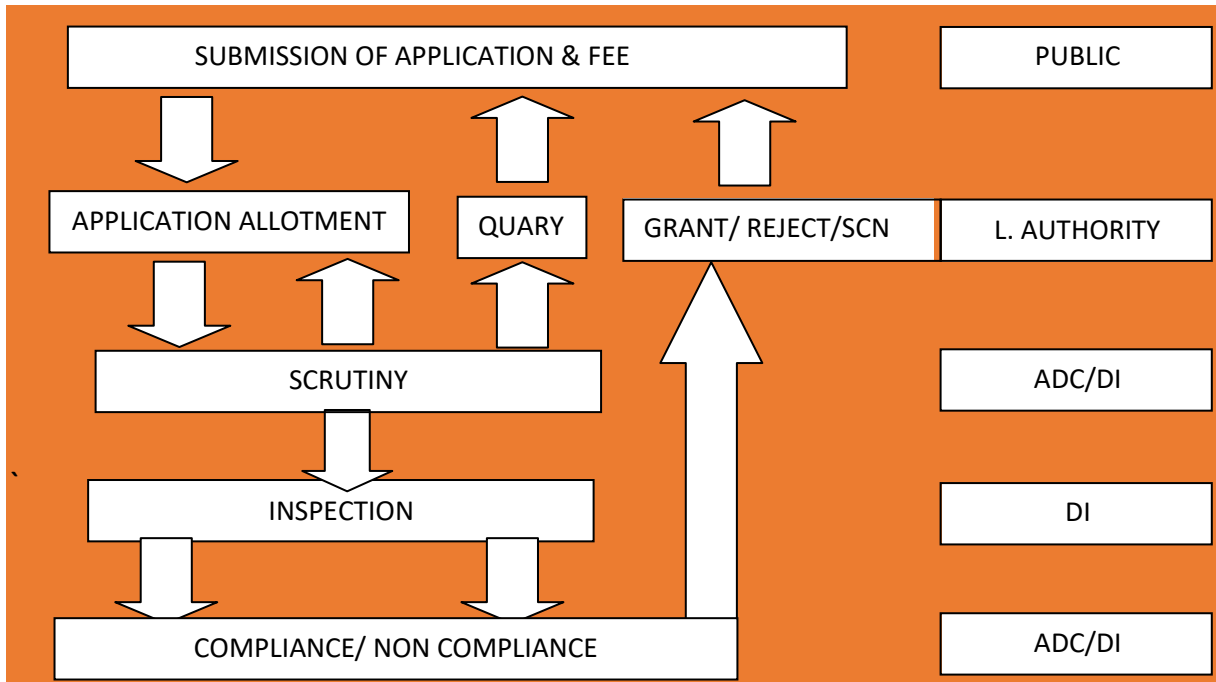 SUBMISSION OF APPLICATION & FEE
PUBLIC
APPLICATION ALLOTMENT
QUARY
GRANT/ REJECT/SCN
L. AUTHORITY
SCRUTINY
ADC/DI
`
INSPECTION
DI
COMPLIANCE/ NON COMPLIANCE
ADC/DI